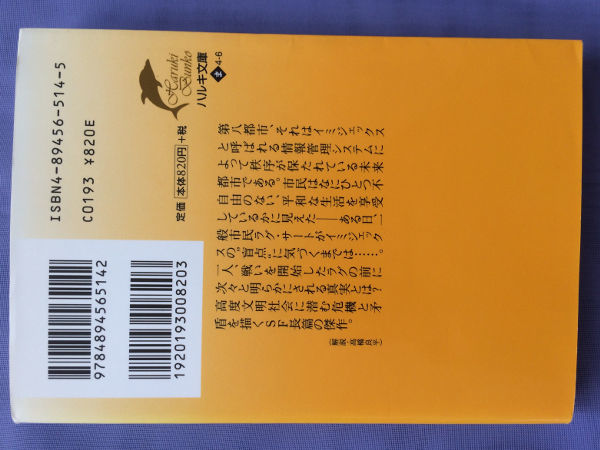 Haruki
Bunko
ハルキ文庫
ま 4-6
第八都市、それはイミジェックス
と呼ばれる情報管理システムに
よって秩序が保たれている未来
都市である。市民はなにひとつ不
自由のない、平和な生活を享受
しているかに見えた――ある日、一
般市民ラグ・サートがイミジェック
スの〝盲点〟に気づくまでは……。
一人、戦いを開始したラグの前に
次々と明らかにされる真実とは?
高度文明社会に潜む危機と矛
盾を描くSF長篇の傑作。
(解説・高橋良平)
ISBN4-89456-514-5
C0193 ¥820E
定価 本体820円 +税
9784894565142
1920193008203